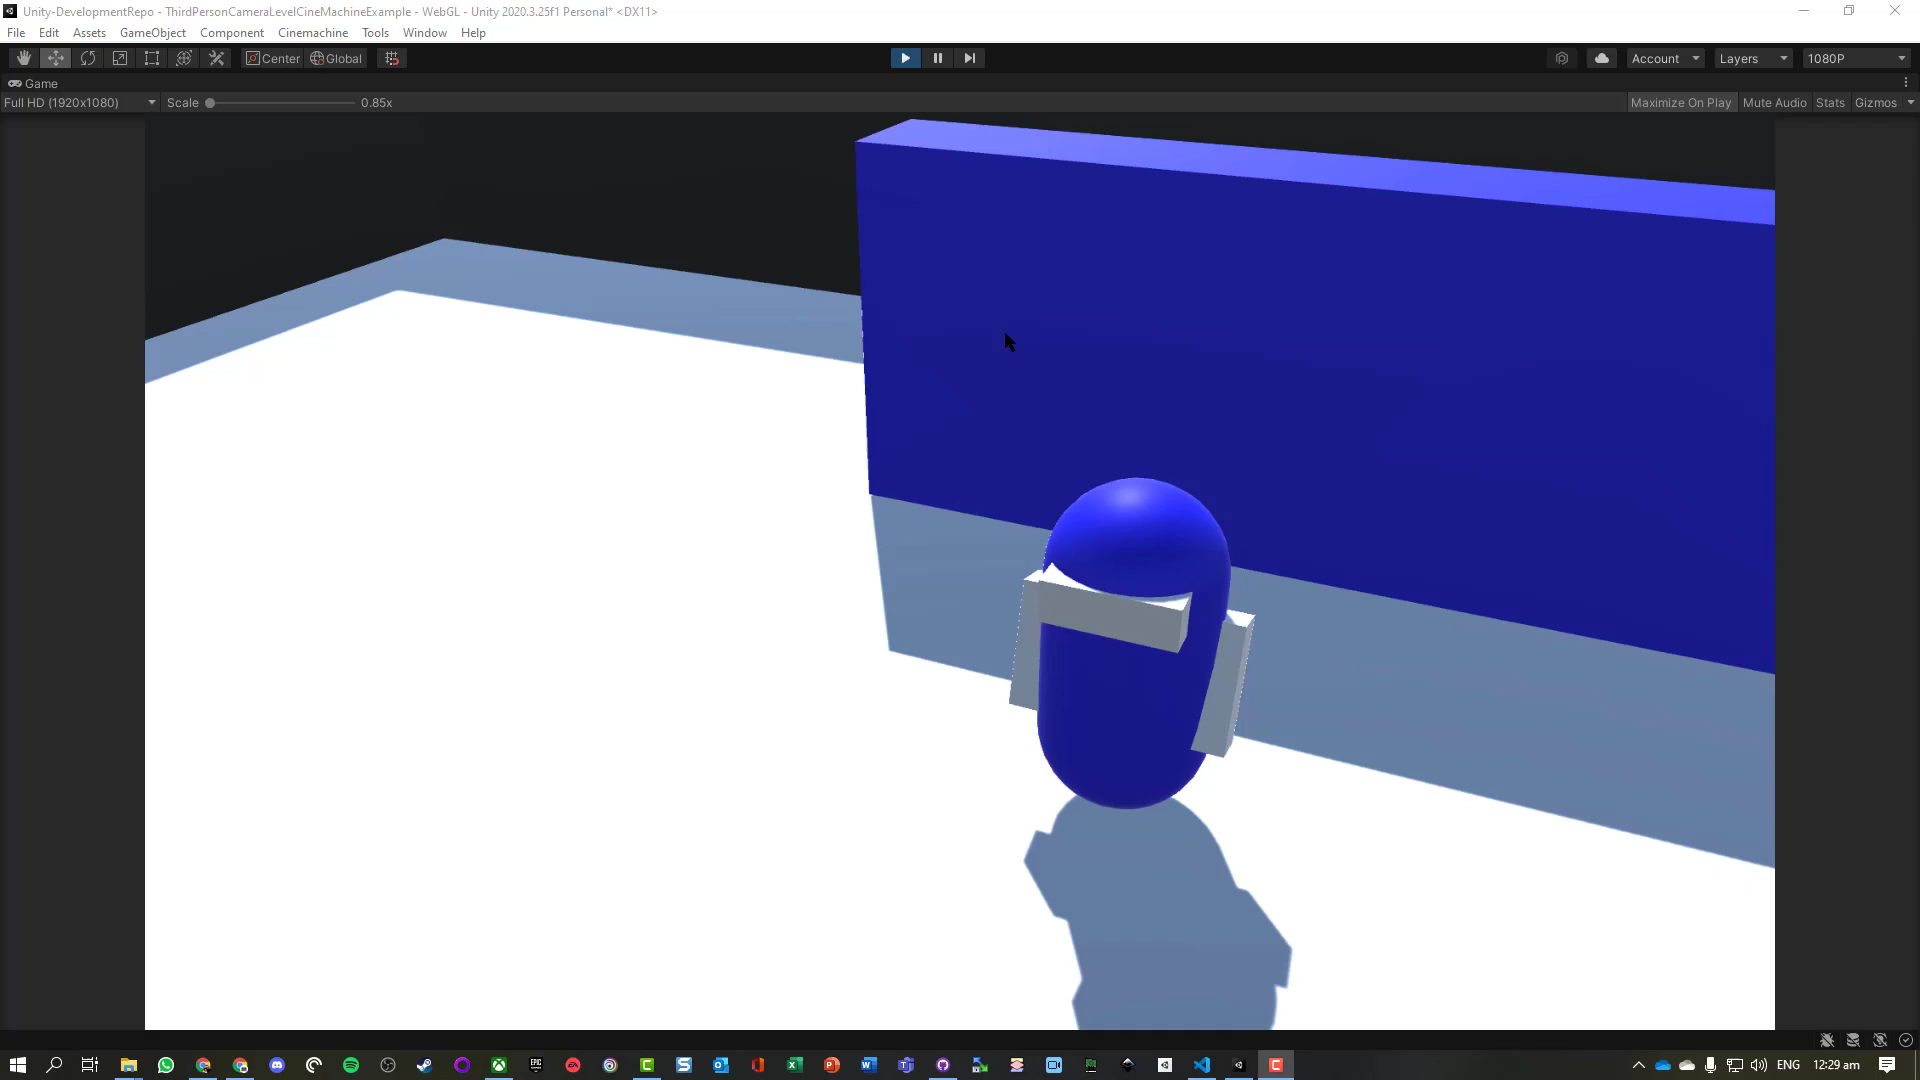 Unity-DevelopmentRepo - ThirdPersonCameraLevelCineMachineExample - WebGL - Unity 2020.3.25f1 Personal* <DX11>
File Edit Assets GameObject Component Cinemachine Tools Window Help
Center Global Account Layers 1080P
Game
Full HD (1920x1080) Scale 0.85x Maximize On Play Mute Audio Stats Gizmos
ENG 12:29 am